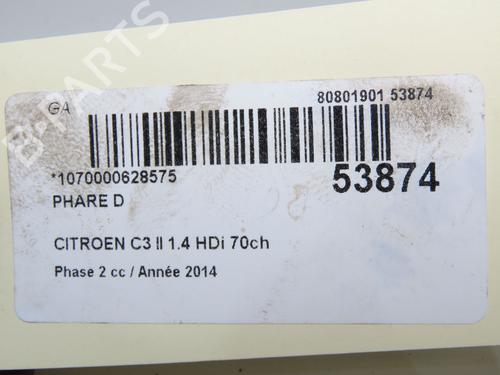 B-PARTS
GA
80801901 53874
*1070000628575
53874
PHARE D
CITROEN C3 II 1.4 HDi 70ch
Phase 2 cc / Année 2014